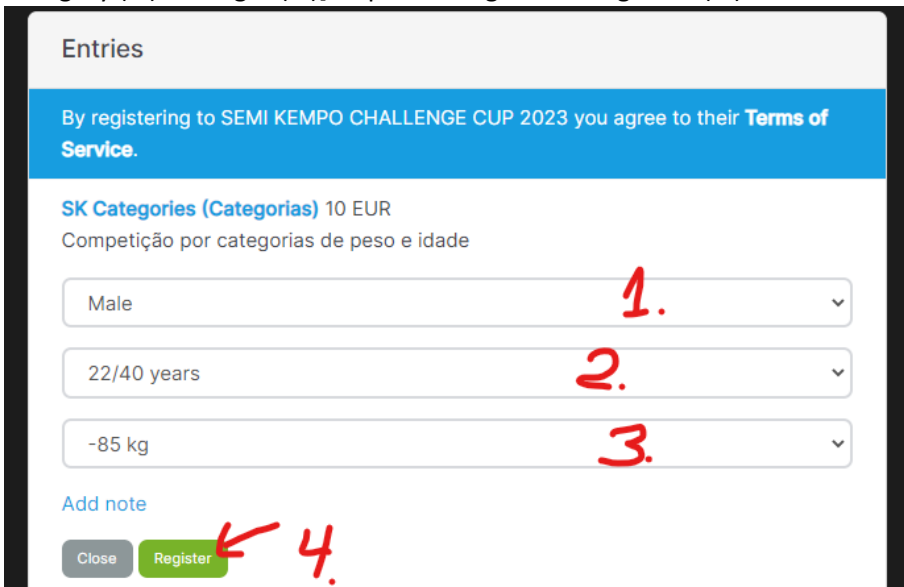 Entries
By registering to SEMI KEMPO CHALLENGE CUP 2023 you agree to their Terms of
Service.
SK Categories (Categorias) 10 EUR
Competição por categorias de peso e idade
Male 1.
22/40 years 2.
-85 kg 3.
Add note
Close Register 4.